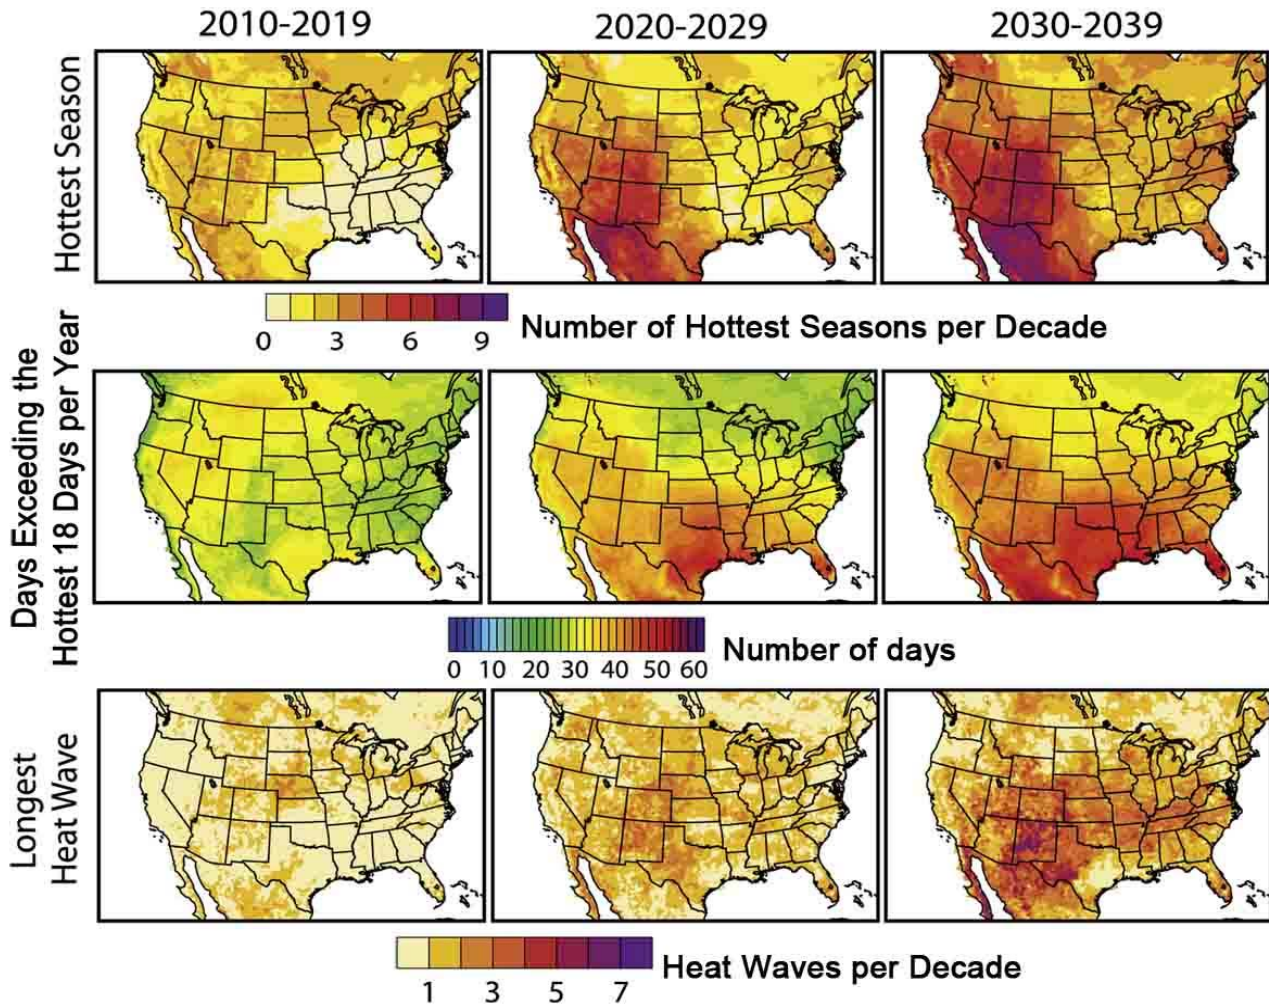 2010-2019 2020-2029 2030-2039
Hottest Season
0 3 6 9
Number of Hottest Seasons per Decade
Days Exceeding the
Hottest 18 Days per Year
0 10 20 30 40 50 60
Number of days
Longest
Heat Wave
1 3 5 7
Heat Waves per Decade